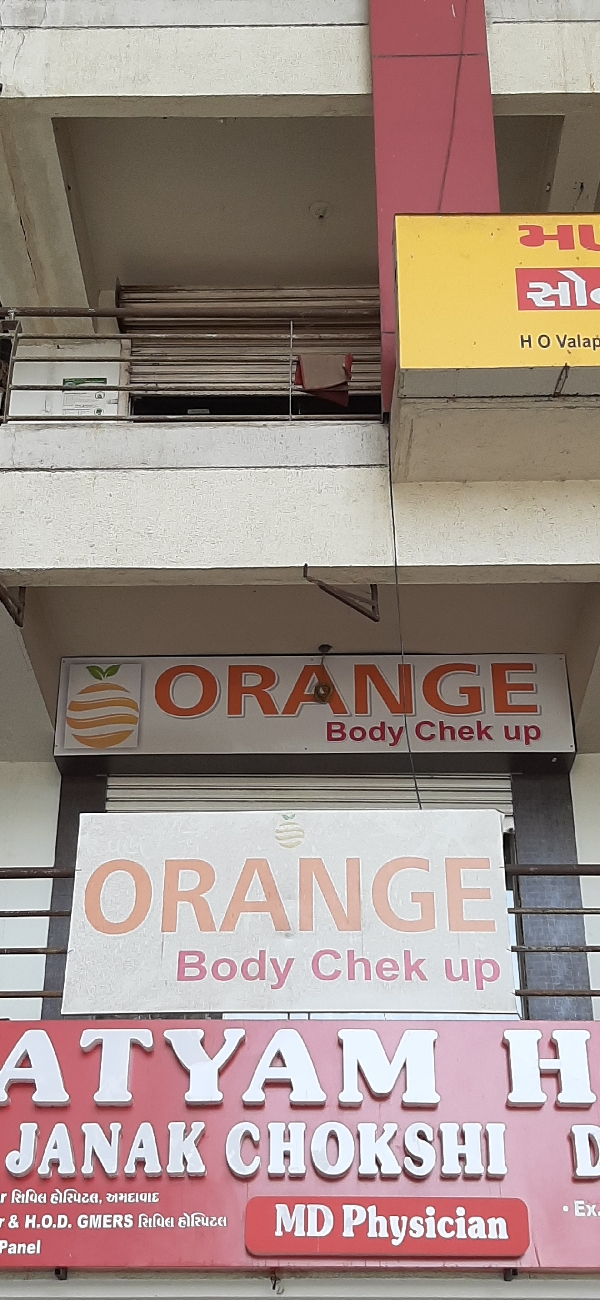 H O Valap
ORANGE
Body Chek up
ORANGE
Body Chek up
ATYAM H
JANAK CHOKSHI D
r સિવિલ હોસ્પિટલ, અમદાવાદ
r & H.O.D. GMERS સિવિલ હોસ્પિટલ
Panel
MD Physician
• Ex.